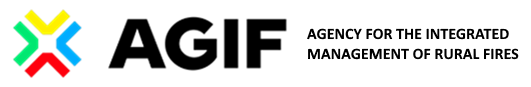 AGIF
AGENCY FOR THE INTEGRATED
MANAGEMENT OF RURAL FIRES